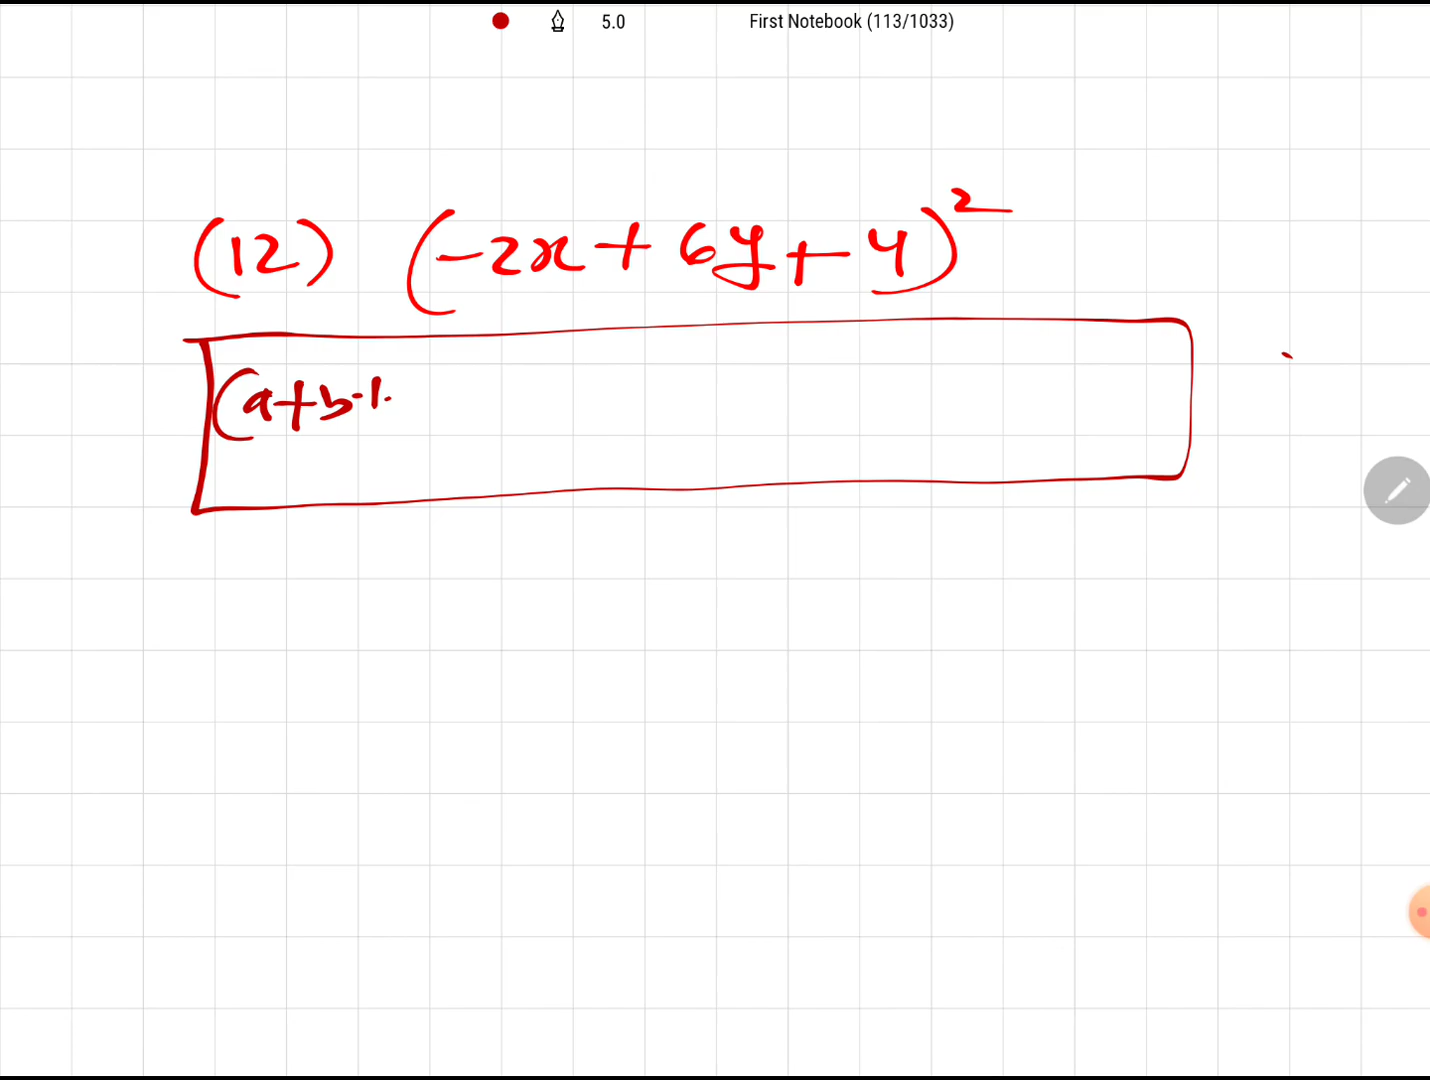 5.0 First Notebook (113/1033)
(12) (-2x + 6y + 4)²
(a+b+